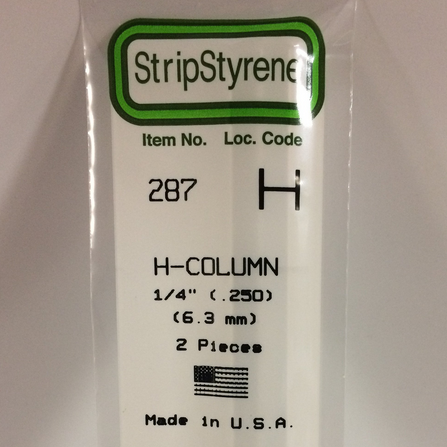 StripStyrene
Item No. Loc. Code
287 H
H-COLUMN
1/4" (.250)
(6.3 mm)
2 Pieces
Made in U.S.A.